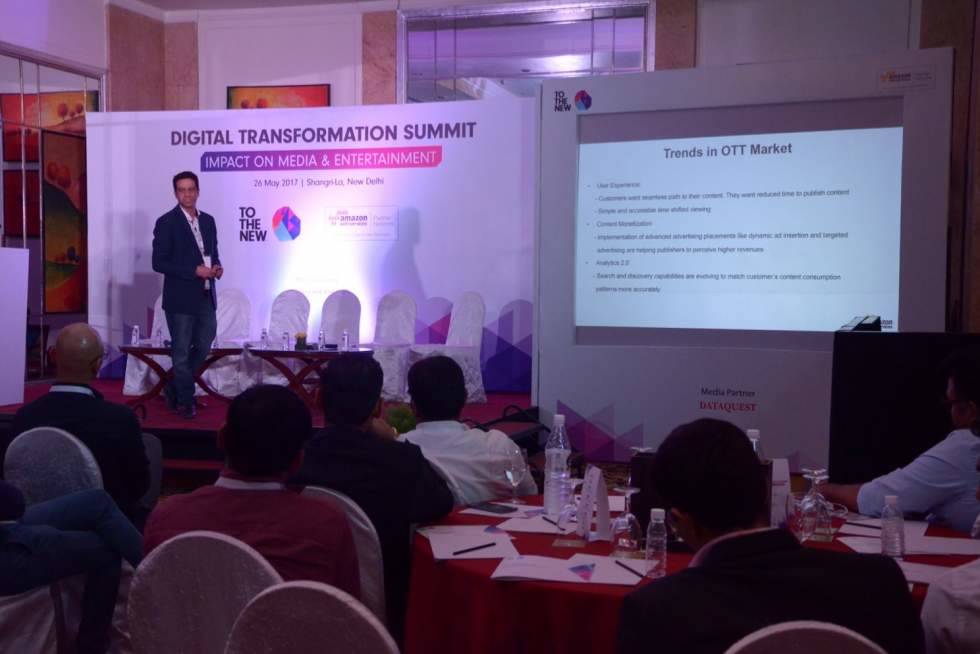 DIGITAL TRANSFORMATION SUMMIT
IMPACT ON MEDIA & ENTERTAINMENT
26 May 2017 | Shangri-La, New Delhi
TO
THE
NEW
amazon
Partner
Network
TO
THE
NEW
amazon
Trends in OTT Market
- User Experience:
- Customers want seamless path to their content. They want reduced time to publish content
- Simple and accessible time shifted viewing
- Content Monetization
- Implementation of advanced advertising placements like dynamic ad insertion and targeted
advertising are helping publishers to perceive higher revenues
- Analytics 2.0:
- Search and discovery capabilities are evolving to match customer's content consumption
patterns more accurately
amazon
Media Partner
DATAQUEST